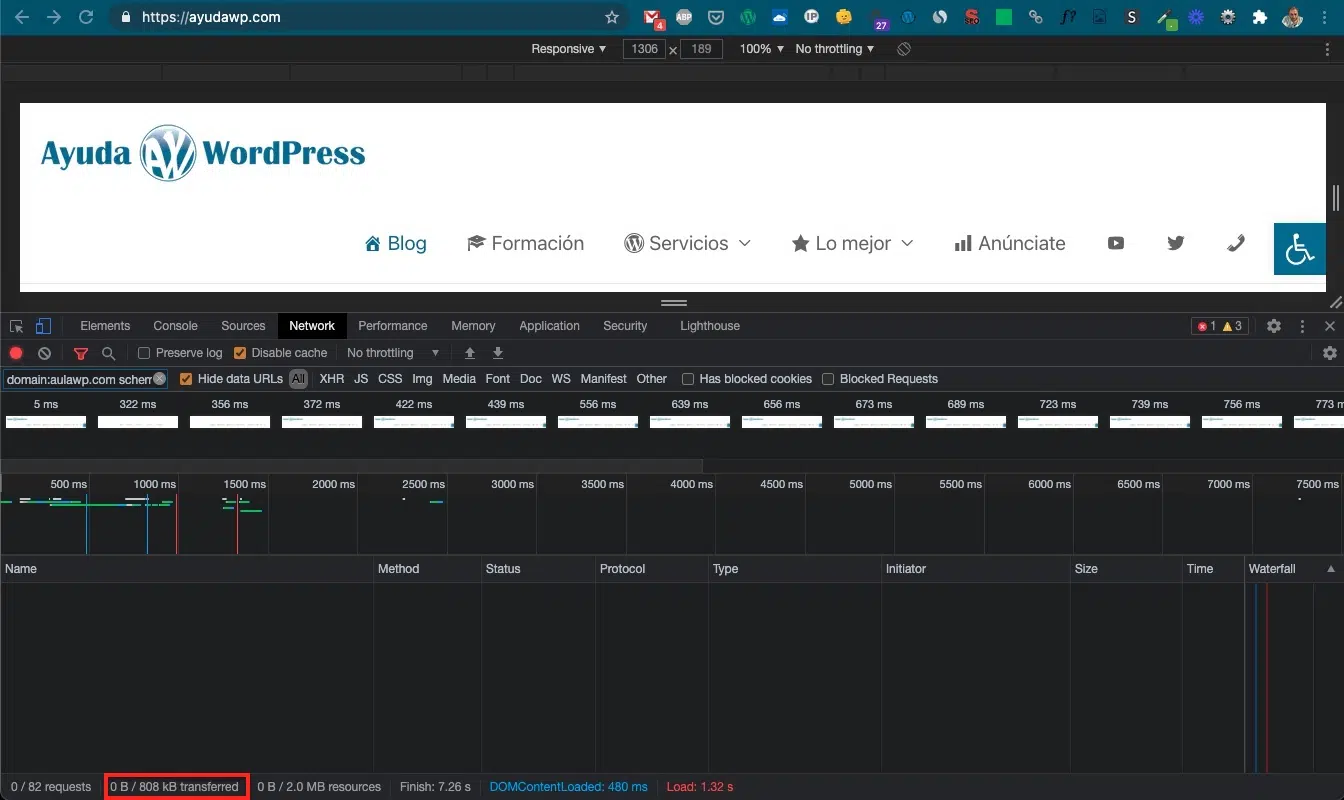 https://ayudawp.com
4
ABP
IP
27
SEO
f?
S
Responsive ▼ 1306 x 189 100% ▼ No throttling ▼
Ayuda AW WordPress
Blog Formación Servicios Lo mejor Anúnciate
Elements Console Sources Network Performance Memory Application Security Lighthouse 1 3
Preserve log Disable cache No throttling ▼
domain:aulawp.com schem Hide data URLs All XHR JS CSS Img Media Font Doc WS Manifest Other Has blocked cookies Blocked Requests
5 ms 322 ms 356 ms 372 ms 422 ms 439 ms 556 ms 639 ms 656 ms 673 ms 689 ms 723 ms 739 ms 756 ms 773 m
500 ms 1000 ms 1500 ms 2000 ms 2500 ms 3000 ms 3500 ms 4000 ms 4500 ms 5000 ms 5500 ms 6000 ms 6500 ms 7000 ms 7500 ms
Name Method Status Protocol Type Initiator Size Time Waterfall ▲
0 / 82 requests 0 B / 808 kB transferred 0 B / 2.0 MB resources Finish: 7.26 s DOMContentLoaded: 480 ms Load: 1.32 s